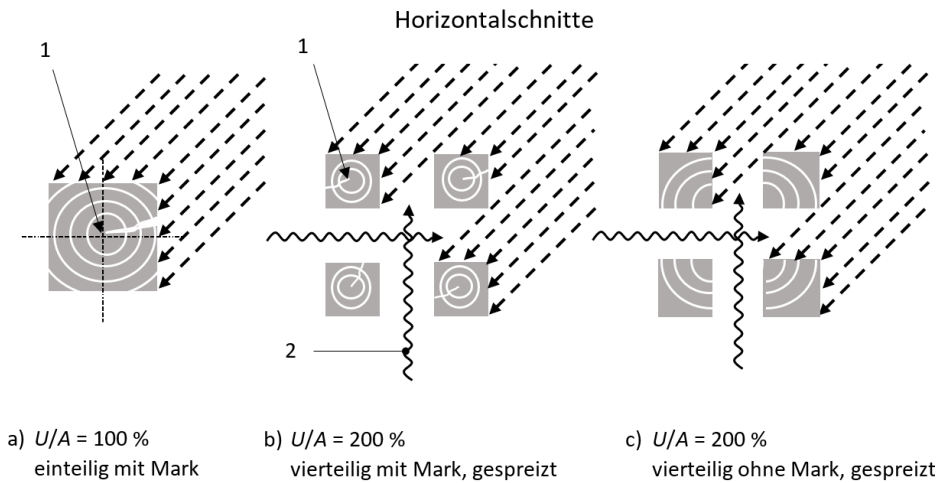 Horizontalschnitte
1
1
2
a) U/A = 100 %
einteilig mit Mark
b) U/A = 200 %
vierteilig mit Mark, gespreizt
c) U/A = 200 %
vierteilig ohne Mark, gespreizt